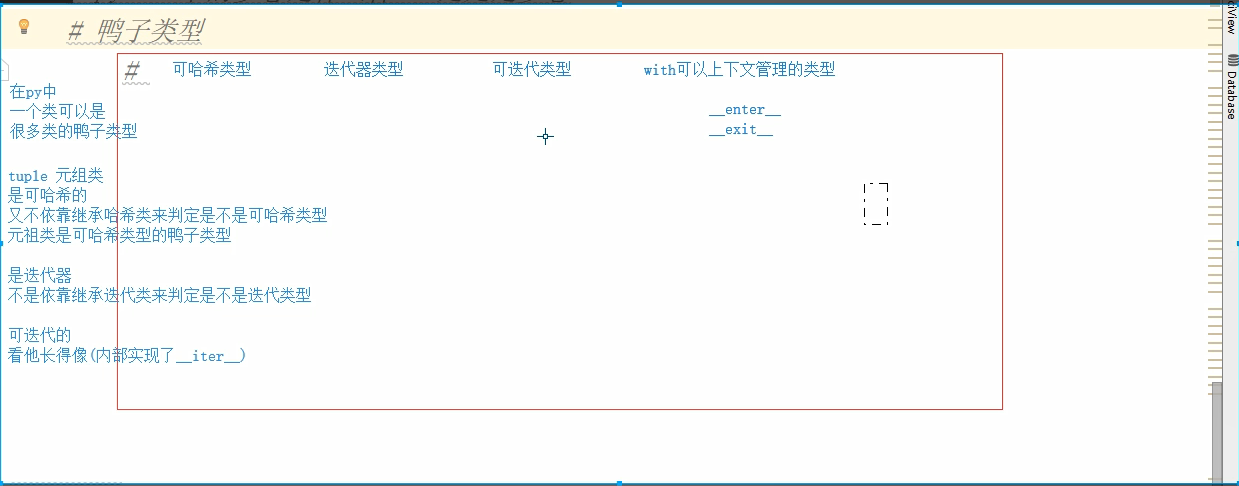 # 鸭子类型
# 可哈希类型 迭代器类型 可迭代类型 with可以上下文管理的类型
在py中
一个类可以是
很多类的鸭子类型
__enter__
__exit__
tuple 元组类
是可哈希的
又不依靠继承哈希类来判定是不是可哈希类型
元祖类是可哈希类型的鸭子类型
是迭代器
不是依靠继承迭代类来判定是不是迭代类型
可迭代的
看他长得像(内部实现了__iter__)
Database